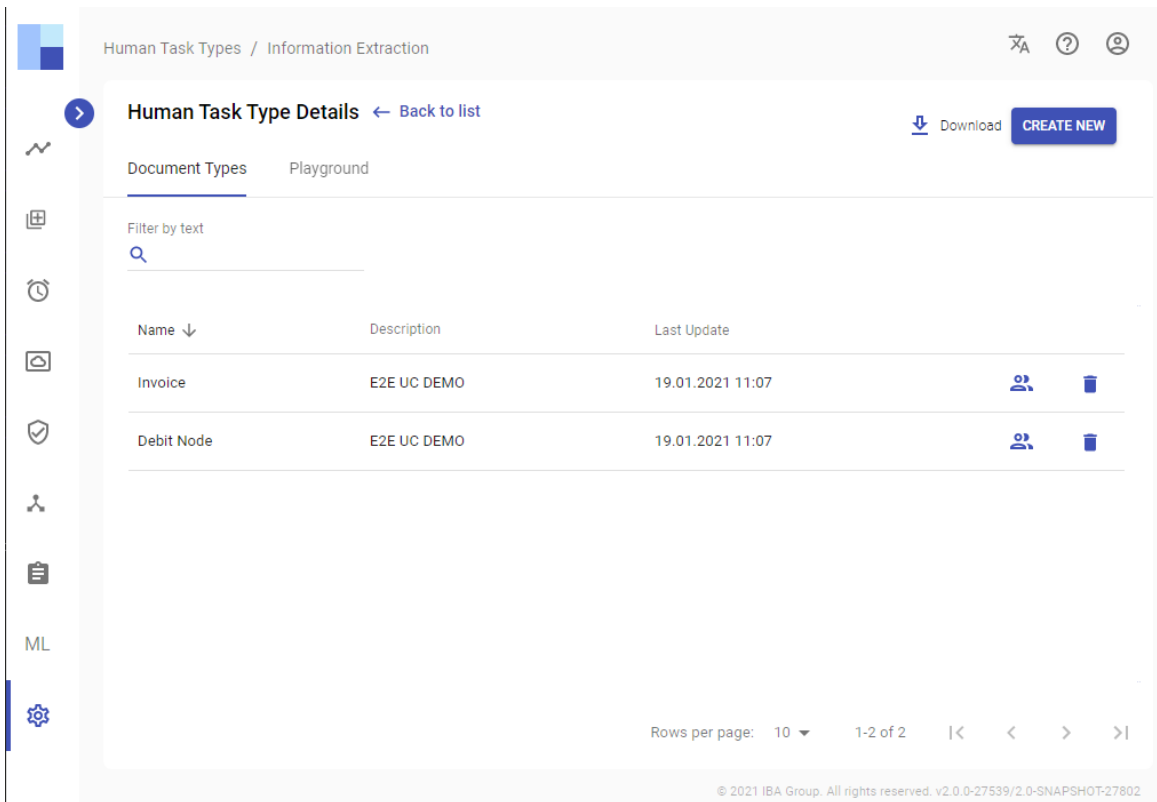 Human Task Types / Information Extraction
Human Task Type Details ← Back to list
Download CREATE NEW
Document Types Playground
Filter by text
Name ↓ Description Last Update
Invoice E2E UC DEMO 19.01.2021 11:07
Debit Node E2E UC DEMO 19.01.2021 11:07
ML
Rows per page: 10 1-2 of 2
© 2021 IBA Group. All rights reserved. v2.0.0-27539/2.0-SNAPSHOT-27802